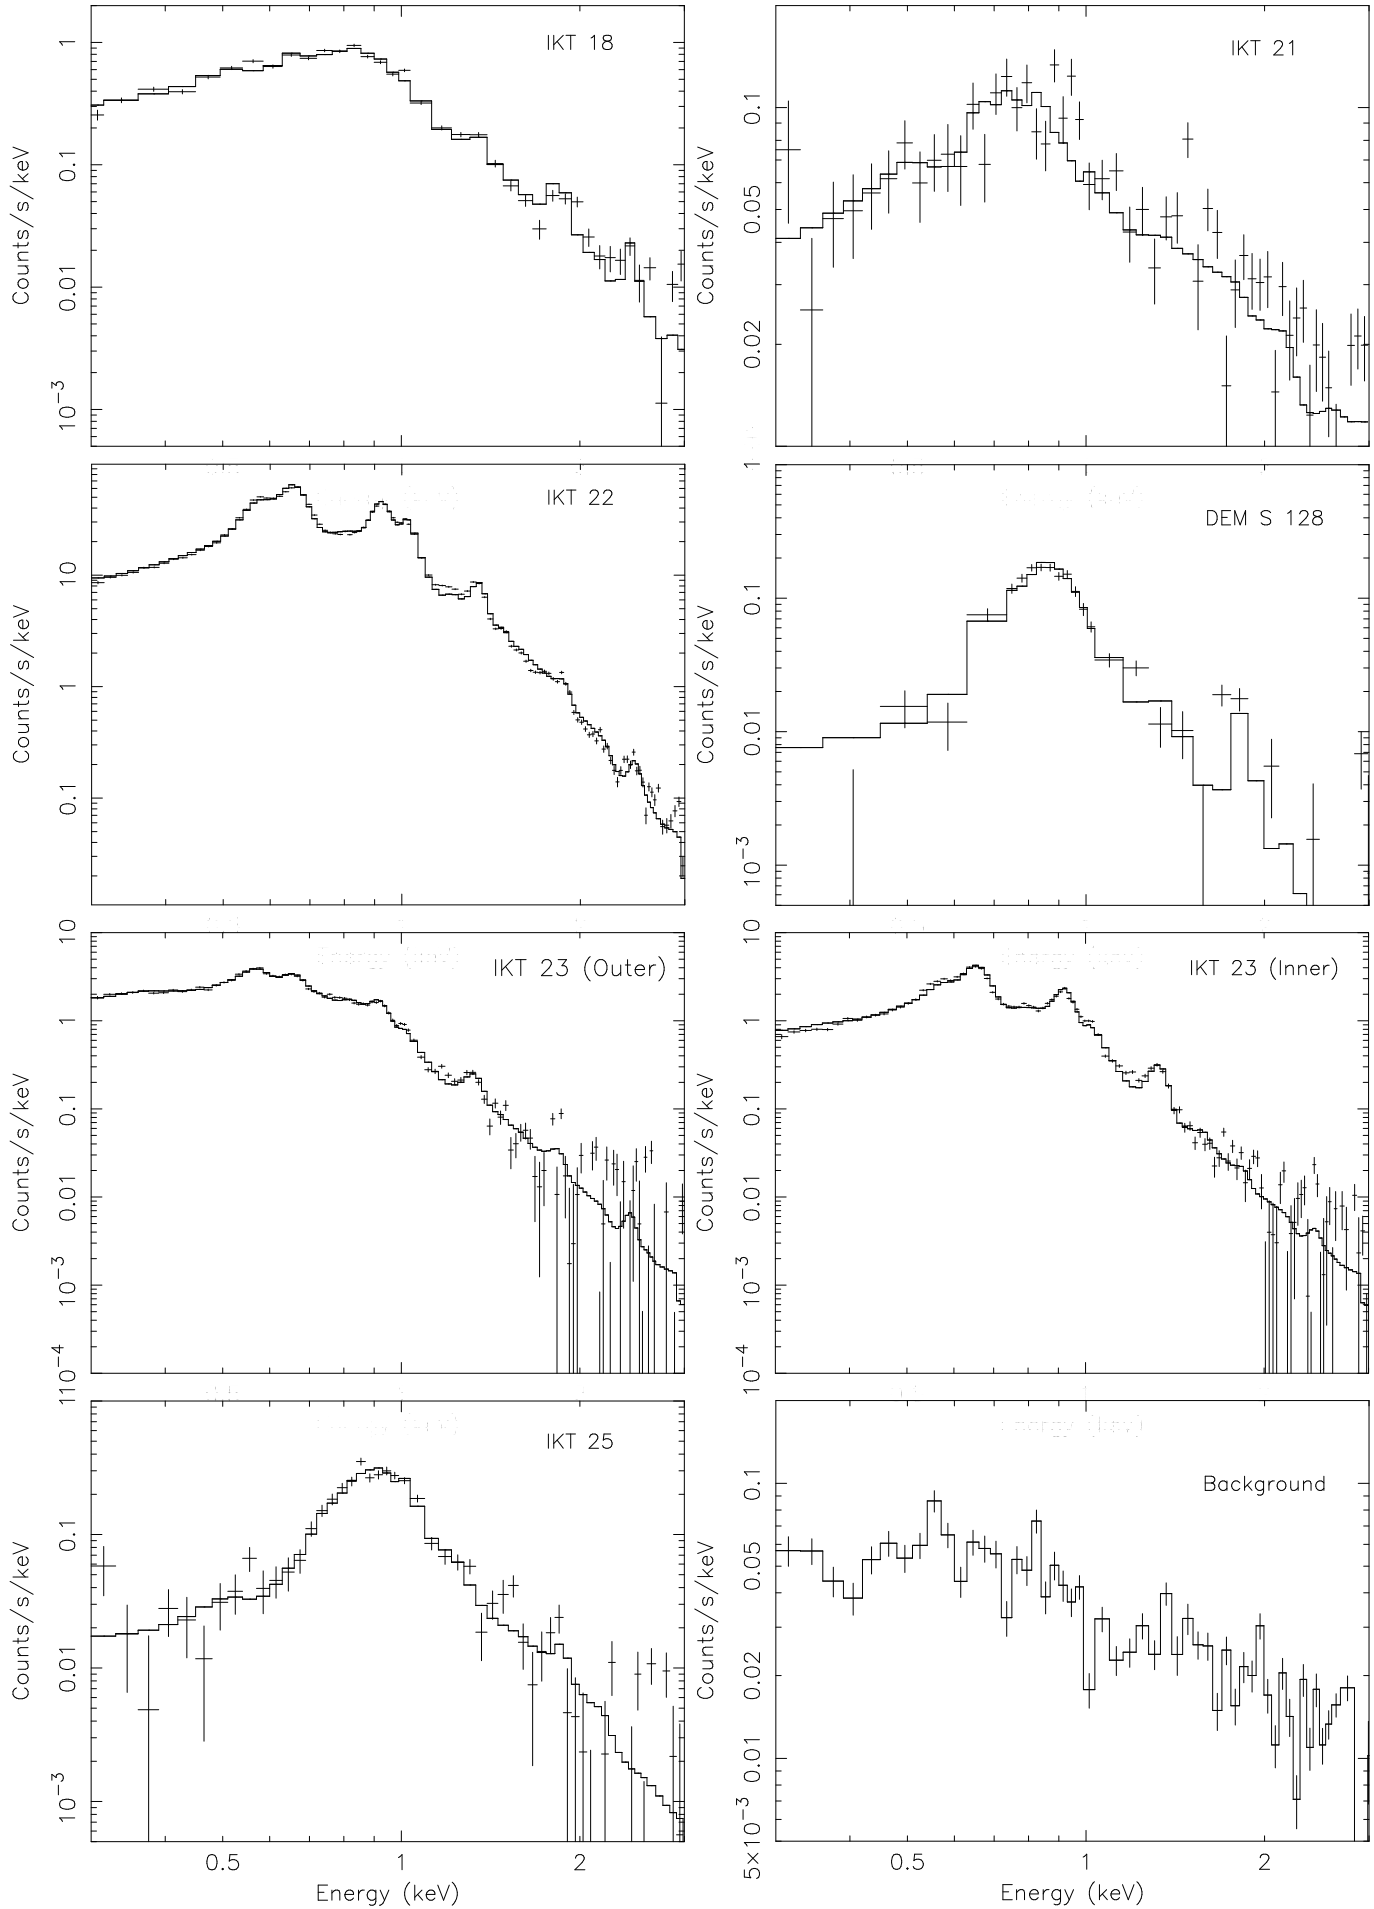 IKT 18
Counts/s/keV
1
0.1
0.01
10−3
IKT 21
Counts/s/keV
0.1
0.05
0.02
IKT 22
Counts/s/keV
10
1
0.1
DEM S 128
Counts/s/keV
1
0.1
0.01
10−3
IKT 23 (Outer)
Counts/s/keV
10
1
0.1
0.01
10−3
10−4
IKT 23 (Inner)
Counts/s/keV
10
1
0.1
0.01
10−3
10−4
IKT 25
Counts/s/keV
1
0.1
0.01
10−3
0.5 1 2
Energy (keV)
Background
Counts/s/keV
0.1
0.05
0.02
0.01
5×10−3
0.5 1 2
Energy (keV)